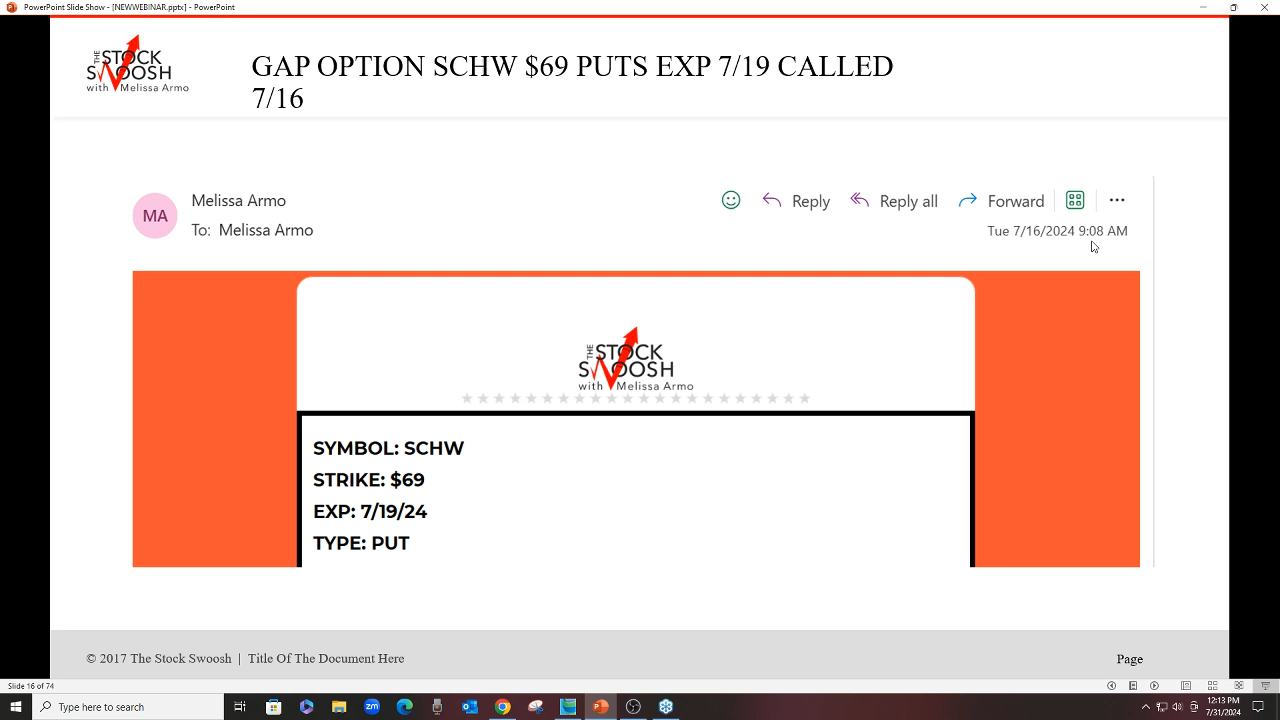 PowerPoint Slide Show - [NEWWEBINAR.pptx] - PowerPoint
THE
STOCK
SWOOSH
with Melissa Armo
GAP OPTION SCHW $69 PUTS EXP 7/19 CALLED
7/16
MA
Melissa Armo
To: Melissa Armo
Reply
Reply all
Forward
Tue 7/16/2024 9:08 AM
THE
STOCK
SWOOSH
with Melissa Armo
SYMBOL: SCHW
STRIKE: $69
EXP: 7/19/24
TYPE: PUT
© 2017 The Stock Swoosh | Title Of The Document Here
Page
Slide 16 of 74
Type here to search
zm
12:13 PM
7/31/2024